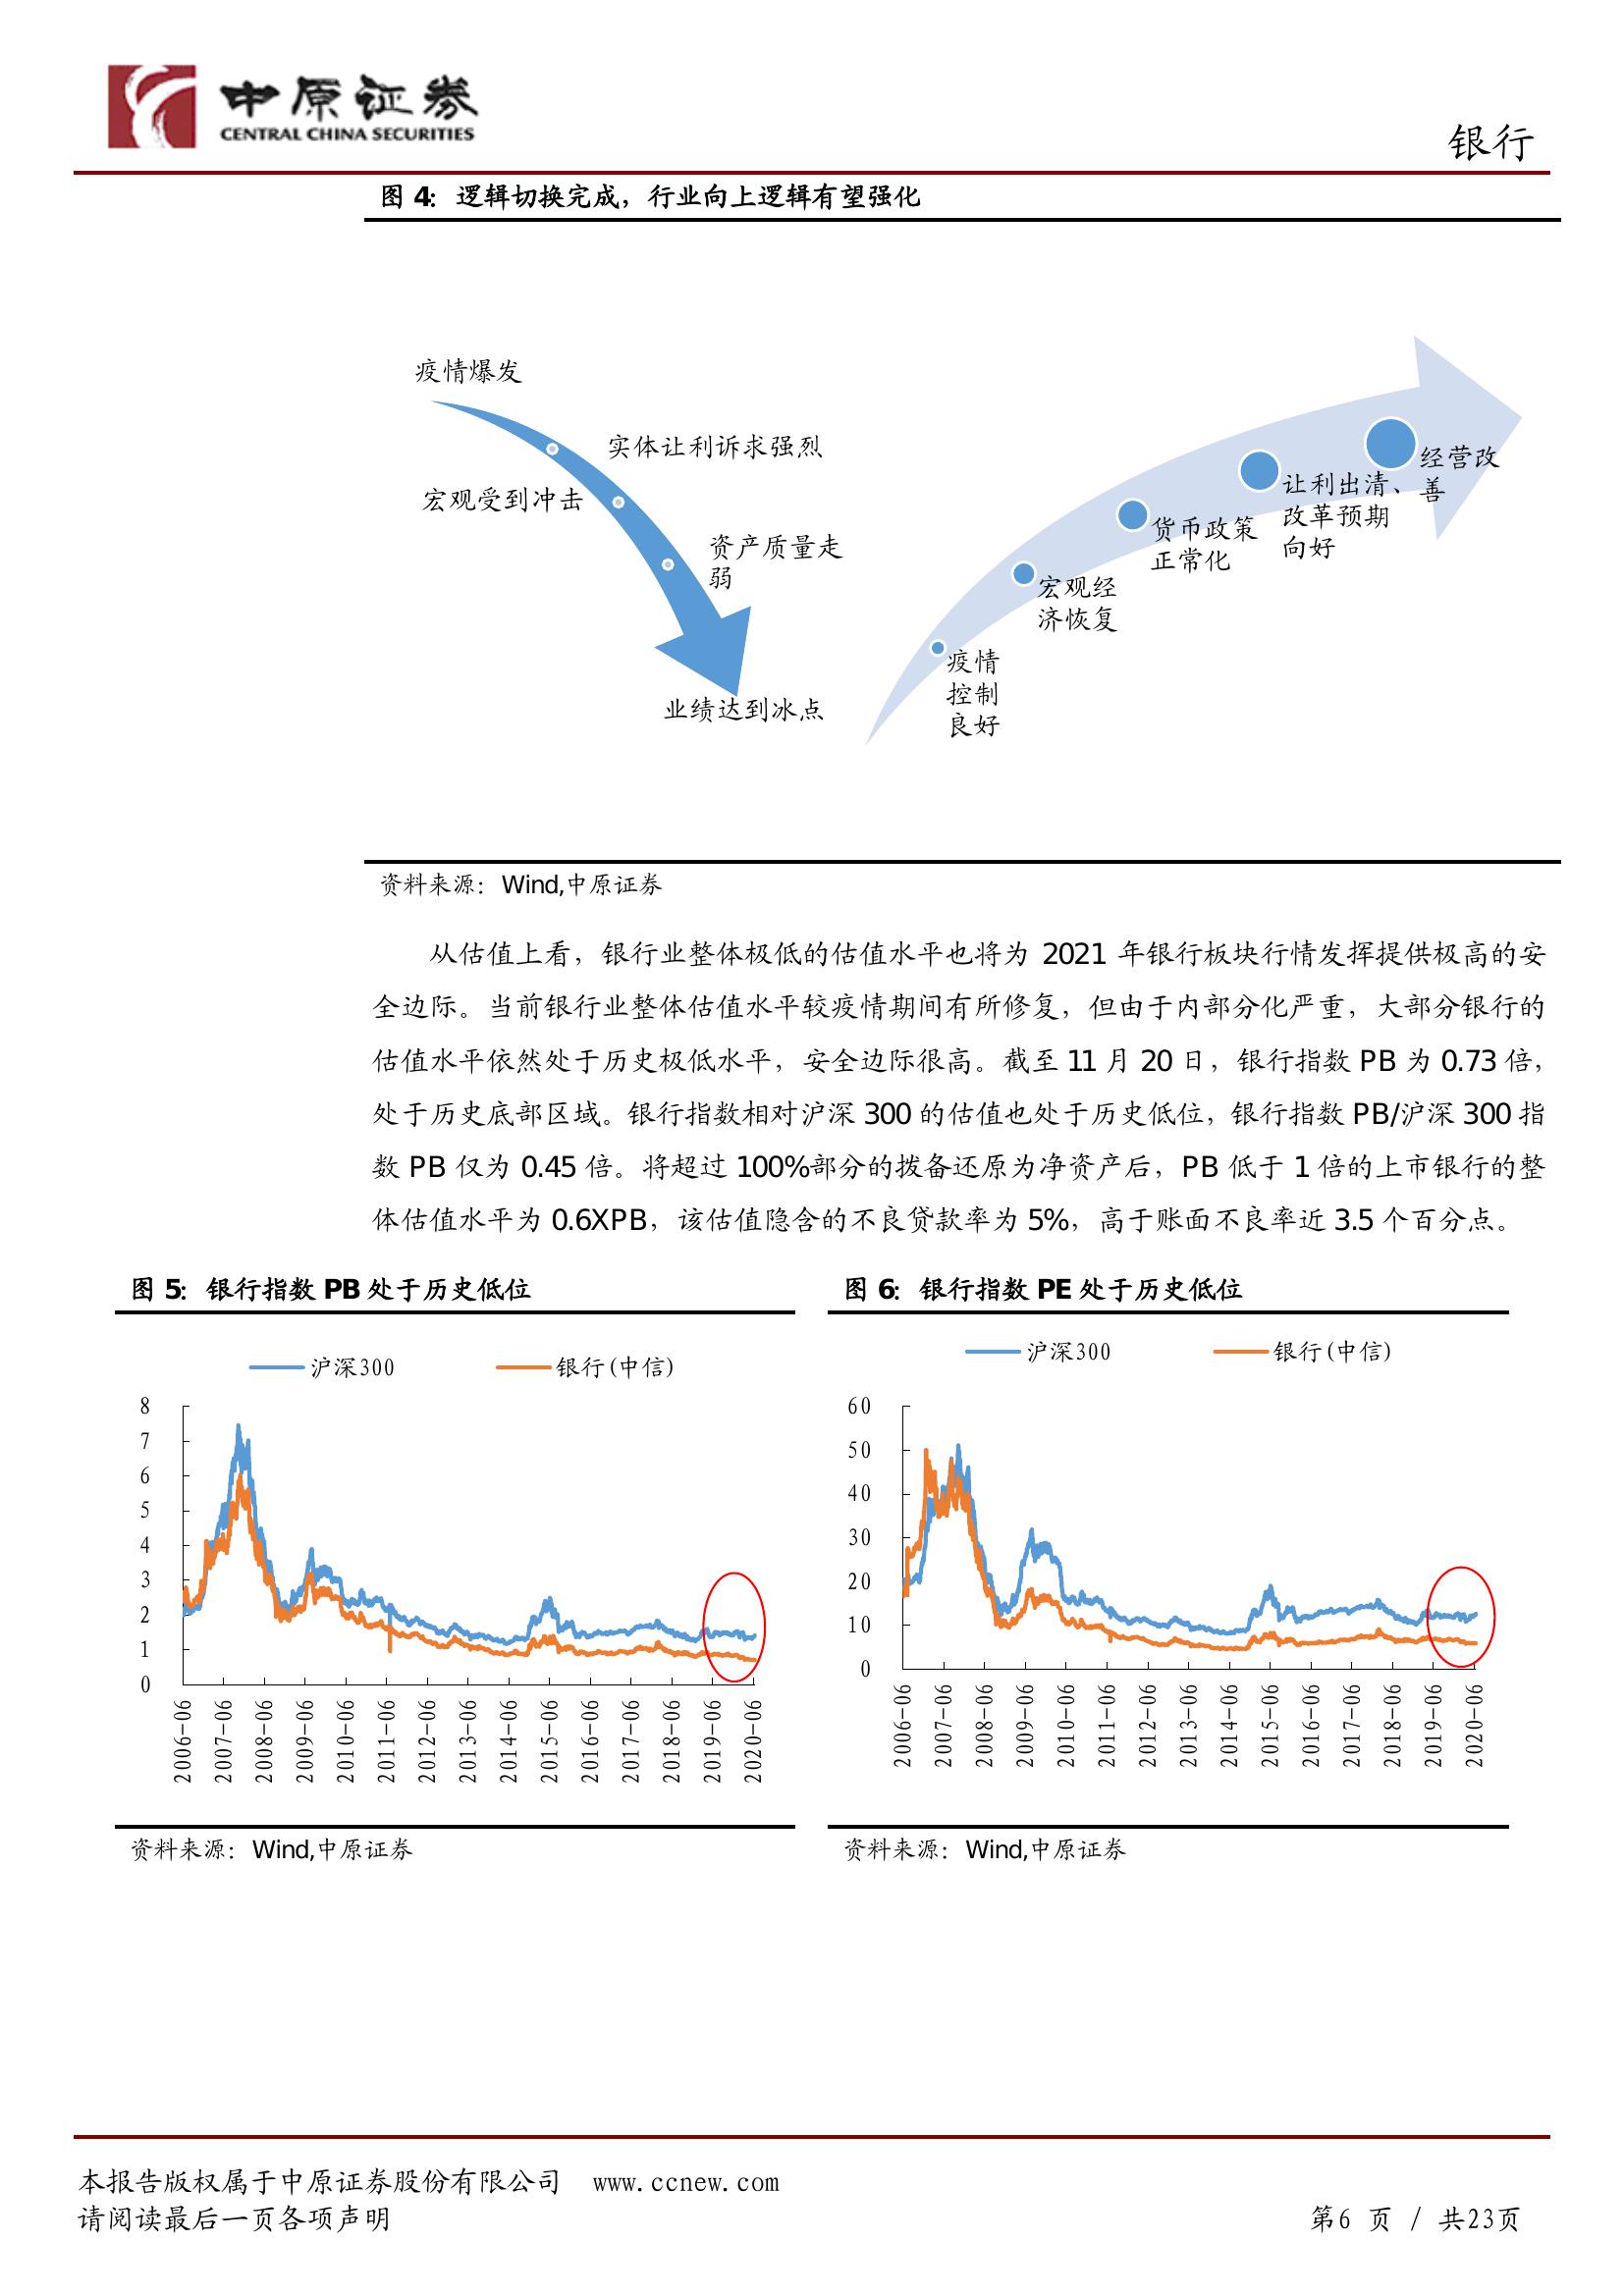 中原证券
CENTRAL CHINA SECURITIES
银行
图 4：逻辑切换完成，行业向上逻辑有望强化
疫情爆发
实体让利诉求强烈
宏观受到冲击
资产质量走
弱
业绩达到冰点
疫情
控制
良好
宏观经
济恢复
货币政策
正常化
让利出清、
改革预期
向好
经营改
善
资料来源：Wind,中原证券
从估值上看，银行业整体极低的估值水平也将为 2021 年银行板块行情发挥提供极高的安
全边际。当前银行业整体估值水平较疫情期间有所修复，但由于内部分化严重，大部分银行的
估值水平依然处于历史极低水平，安全边际很高。截至 11 月 20 日，银行指数 PB 为 0.73 倍，
处于历史底部区域。银行指数相对沪深 300 的估值也处于历史低位，银行指数 PB/沪深 300 指
数 PB 仅为 0.45 倍。将超过 100%部分的拨备还原为净资产后，PB 低于 1 倍的上市银行的整
体估值水平为 0.6XPB，该估值隐含的不良贷款率为 5%，高于账面不良率近 3.5 个百分点。
图 5：银行指数 PB 处于历史低位
沪深300 银行(中信)
8
7
6
5
4
3
2
1
0
2006-06
2007-06
2008-06
2009-06
2010-06
2011-06
2012-06
2013-06
2014-06
2015-06
2016-06
2017-06
2018-06
2019-06
2020-06
资料来源：Wind,中原证券
图 6：银行指数 PE 处于历史低位
沪深300 银行(中信)
60
50
40
30
20
10
0
2006-06
2007-06
2008-06
2009-06
2010-06
2011-06
2012-06
2013-06
2014-06
2015-06
2016-06
2017-06
2018-06
2019-06
2020-06
资料来源：Wind,中原证券
本报告版权属于中原证券股份有限公司 www.ccnew.com
请阅读最后一页各项声明
第6 页 / 共23页